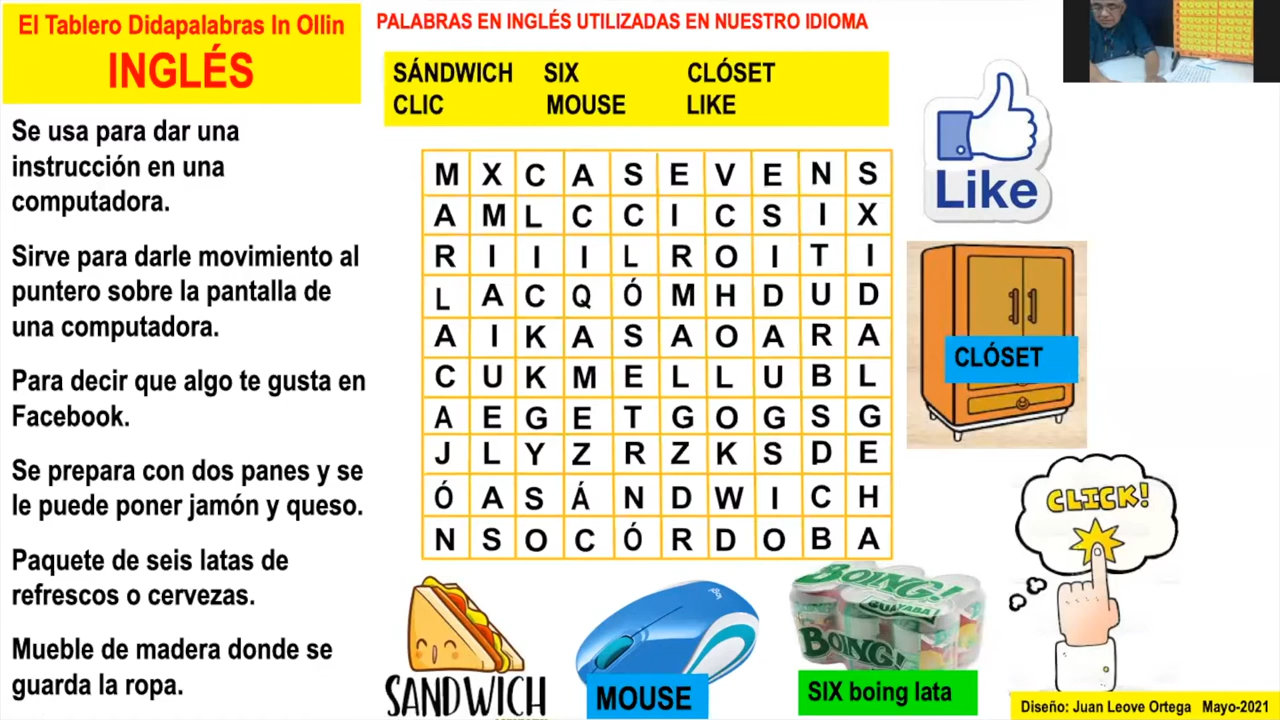 El Tablero Didapalabras In Ollin
INGLÉS
PALABRAS EN INGLÉS UTILIZADAS EN NUESTRO IDIOMA
SÁNDWICH SIX CLÓSET
CLIC MOUSE LIKE
Se usa para dar una
instrucción en una
computadora.
Sirve para darle movimiento al
puntero sobre la pantalla de
una computadora.
Para decir que algo te gusta en
Facebook.
Se prepara con dos panes y se
le puede poner jamón y queso.
Paquete de seis latas de
refrescos o cervezas.
Mueble de madera donde se
guarda la ropa.
M X C A S E V E N S
A M L C C I C S I X
R I I I L R O I T I
L A C Q Ó M H D U D
A I K A S A O A R A
C U K M E L L U B L
A E G E T G O G S G
J L Y Z R Z K S D E
Ó A S Á N D W I C H
N S O C Ó R D O B A
Like
CLÓSET
CLICK!
SANDWICH
logi
MOUSE
BOING!
GUAYABA
BOING!
SIX boing lata
Diseño: Juan Leove Ortega Mayo-2021